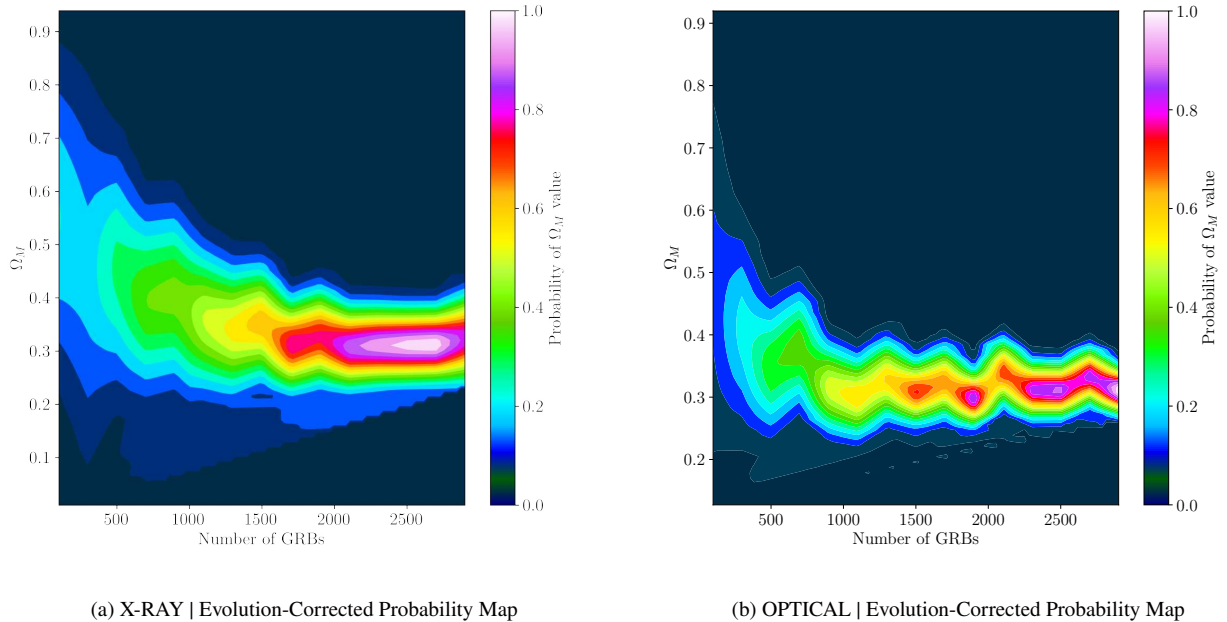 1.0
0.9
0.8
0.7
0.6
0.5
0.4
0.3
0.2
0.1
Ω_M
500 1000 1500 2000 2500
Number of GRBs
0.8
0.6
0.4
0.2
0.0
Probability of Ω_M value
(a) X-RAY | Evolution-Corrected Probability Map
0.9
0.8
0.7
0.6
0.5
0.4
0.3
0.2
Ω_M
500 1000 1500 2000 2500
Number of GRBs
1.0
0.8
0.6
0.4
0.2
0.0
Probability of Ω_M value
(b) OPTICAL | Evolution-Corrected Probability Map